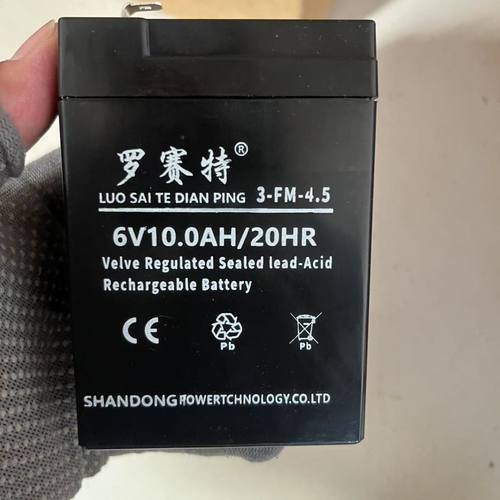 罗赛特®
LUO SAI TE DIAN PING 3-FM-4.5
6V10.0AH/20HR
Velve Regulated Sealed lead-Acid
Rechargeable Battery
CE Pb Pb
SHANDONG POWERTCHNOLOGY.CO.LTD